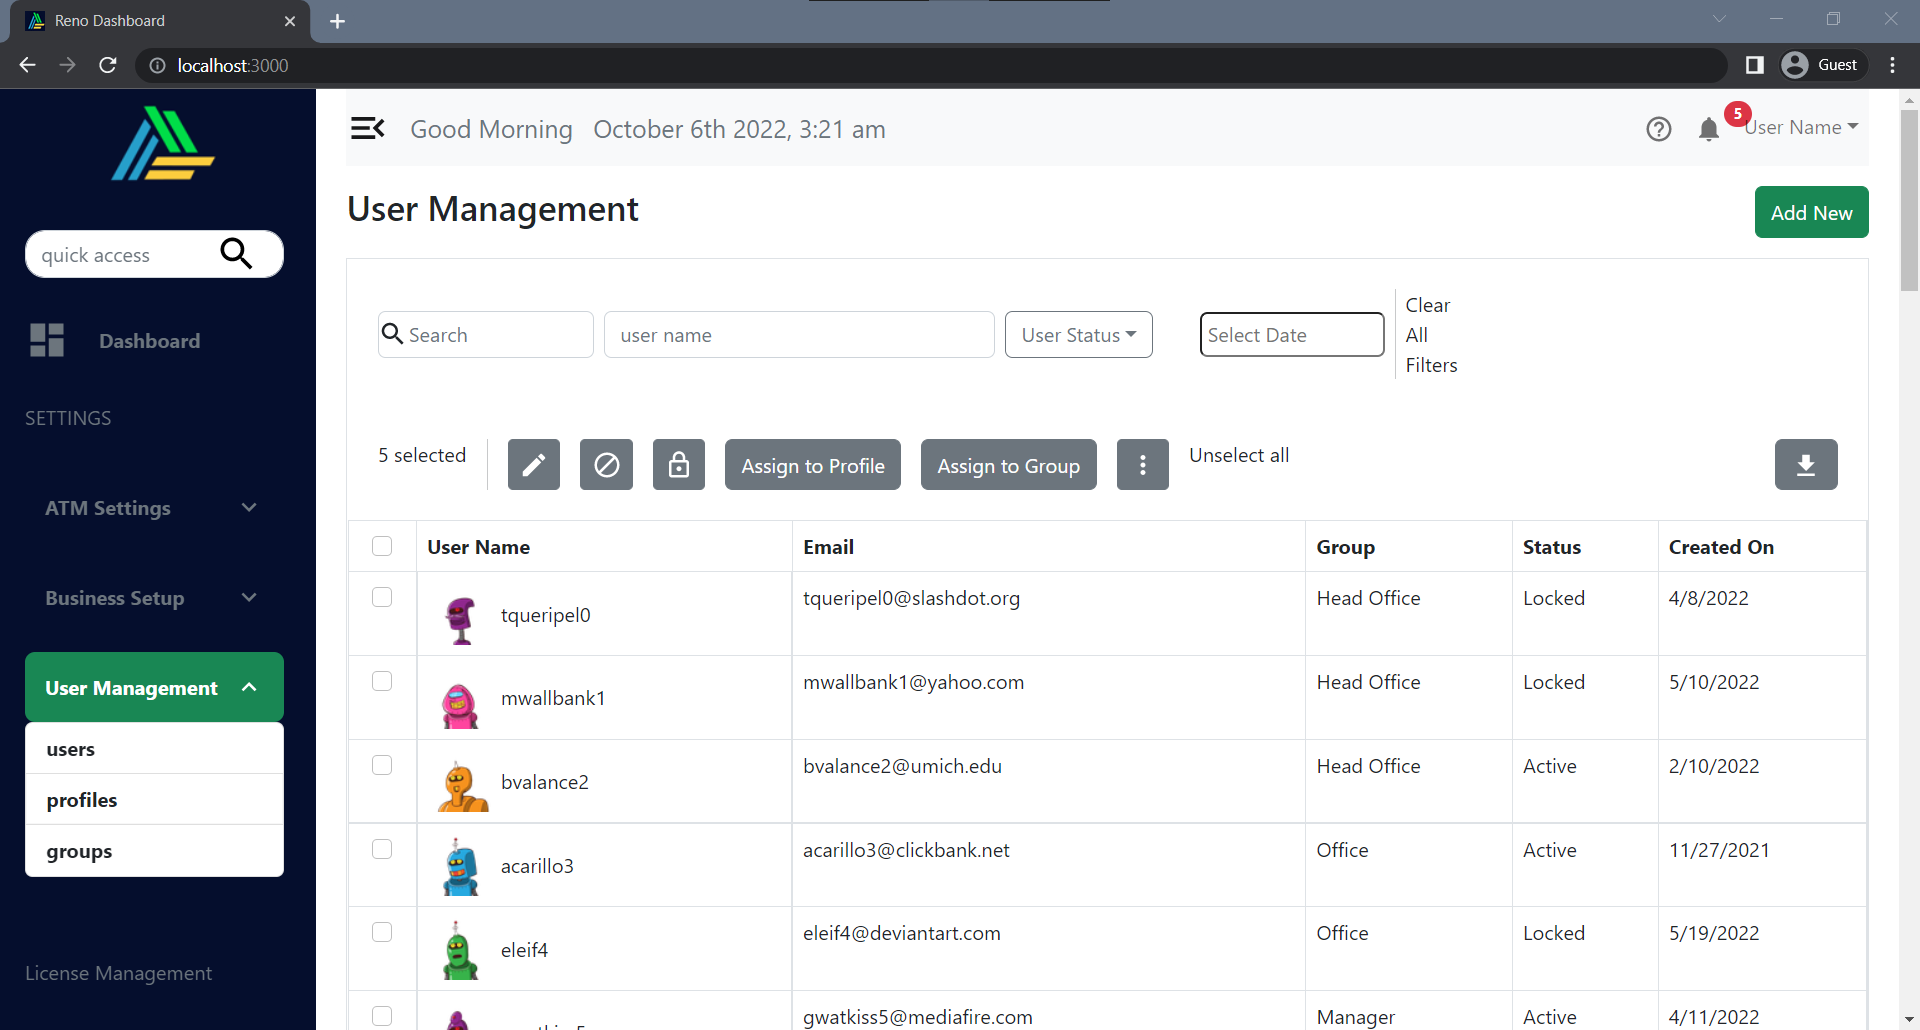 Reno Dashboard
localhost:3000
Guest
Good Morning October 6th 2022, 3:21 am
5
User Name
User Management
Add New
quick access
Dashboard
SETTINGS
ATM Settings
Business Setup
User Management
users
profiles
groups
License Management
Search
user name
User Status
Select Date
Clear
All
Filters
5 selected
Assign to Profile
Assign to Group
Unselect all
User Name Email Group Status Created On
tqueripel0 tqueripel0@slashdot.org Head Office Locked 4/8/2022
mwallbank1 mwallbank1@yahoo.com Head Office Locked 5/10/2022
bvalance2 bvalance2@umich.edu Head Office Active 2/10/2022
acarillo3 acarillo3@clickbank.net Office Active 11/27/2021
eleif4 eleif4@deviantart.com Office Locked 5/19/2022
gwatkiss5@mediafire.com Manager Active 4/11/2022